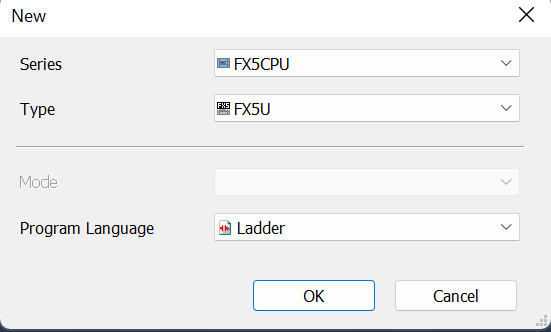 New
Series FX5CPU
Type FX5U
Mode
Program Language Ladder
OK Cancel